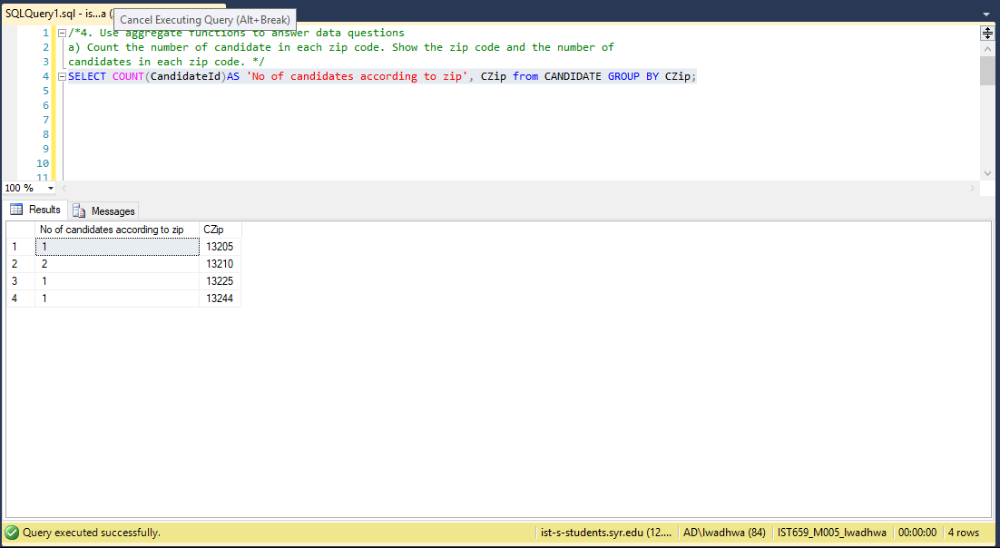 SQLQuery1.sql - is...a (
Cancel Executing Query (Alt+Break)
1 /*4. Use aggregate functions to answer data questions
2 a) Count the number of candidate in each zip code. Show the zip code and the number of
3 candidates in each zip code. */
4 SELECT COUNT(CandidateId)AS 'No of candidates according to zip', CZip from CANDIDATE GROUP BY CZip;
5
6
7
8
9
10
11
100 %
Results Messages
No of candidates according to zip CZip
1 1 13205
2 2 13210
3 1 13225
4 1 13244
Query executed successfully. ist-s-students.syr.edu (12.... AD\lwadhwa (84) IST659_M005_lwadhwa 00:00:00 4 rows